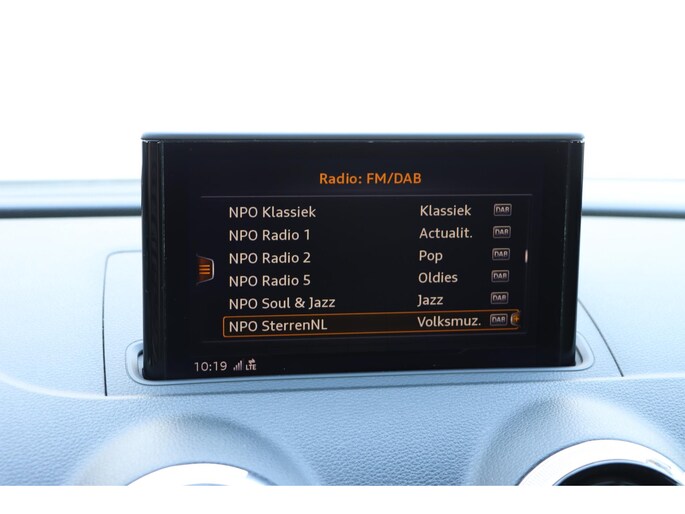 Radio: FM/DAB
NPO Klassiek Klassiek DAB
NPO Radio 1 Actualit. DAB
NPO Radio 2 Pop DAB
NPO Radio 5 Oldies DAB
NPO Soul & Jazz Jazz DAB
NPO SterrenNL Volksmuz. DAB
10:19 LTE